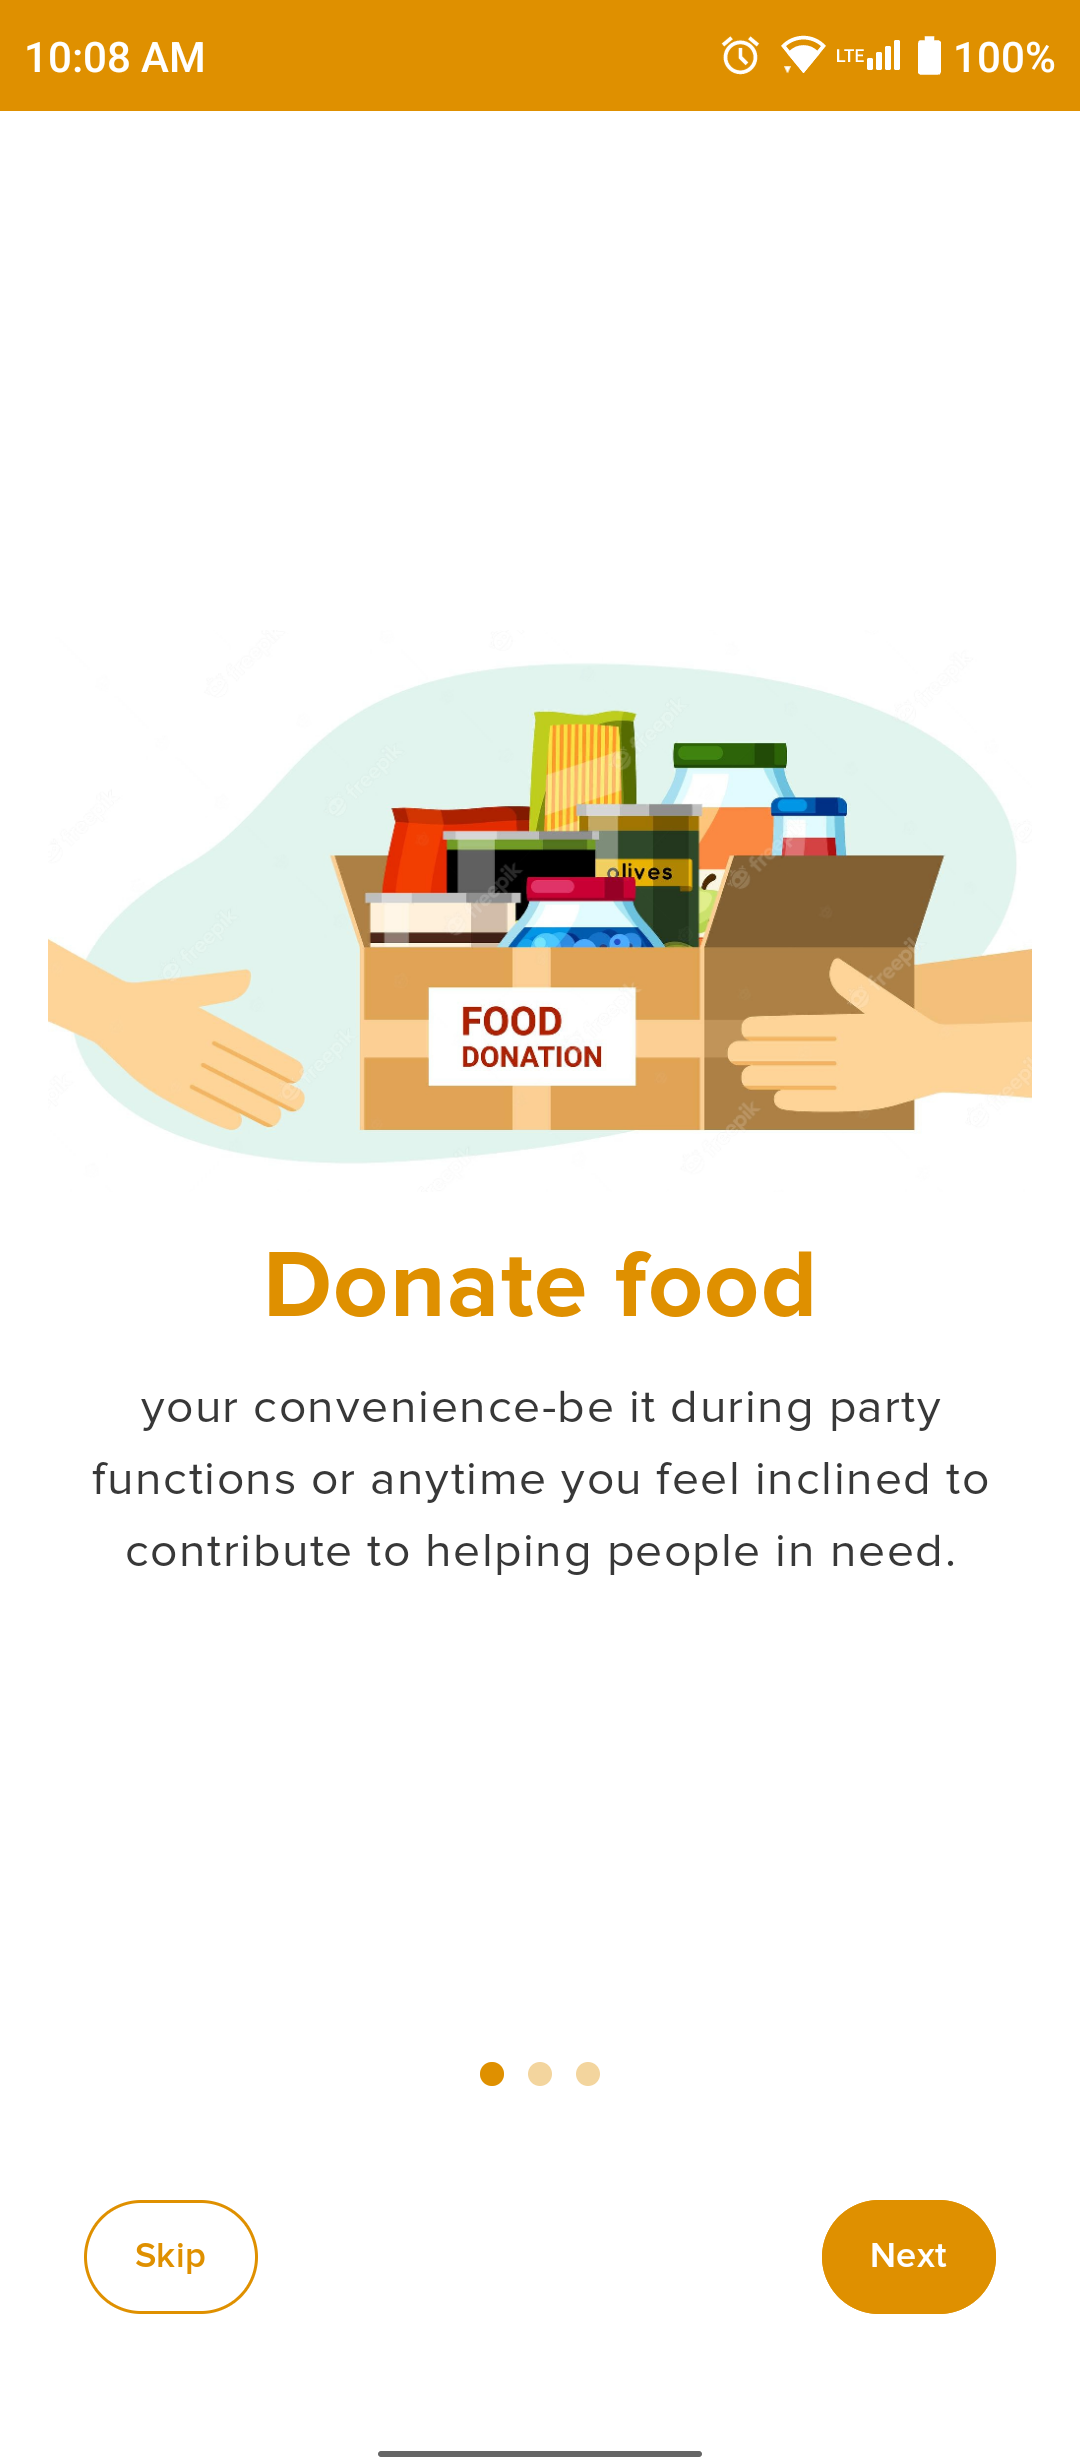 10:08 AM
LTE 100%
olives
FOOD
DONATION
Donate food
your convenience-be it during party
functions or anytime you feel inclined to
contribute to helping people in need.
Skip
Next